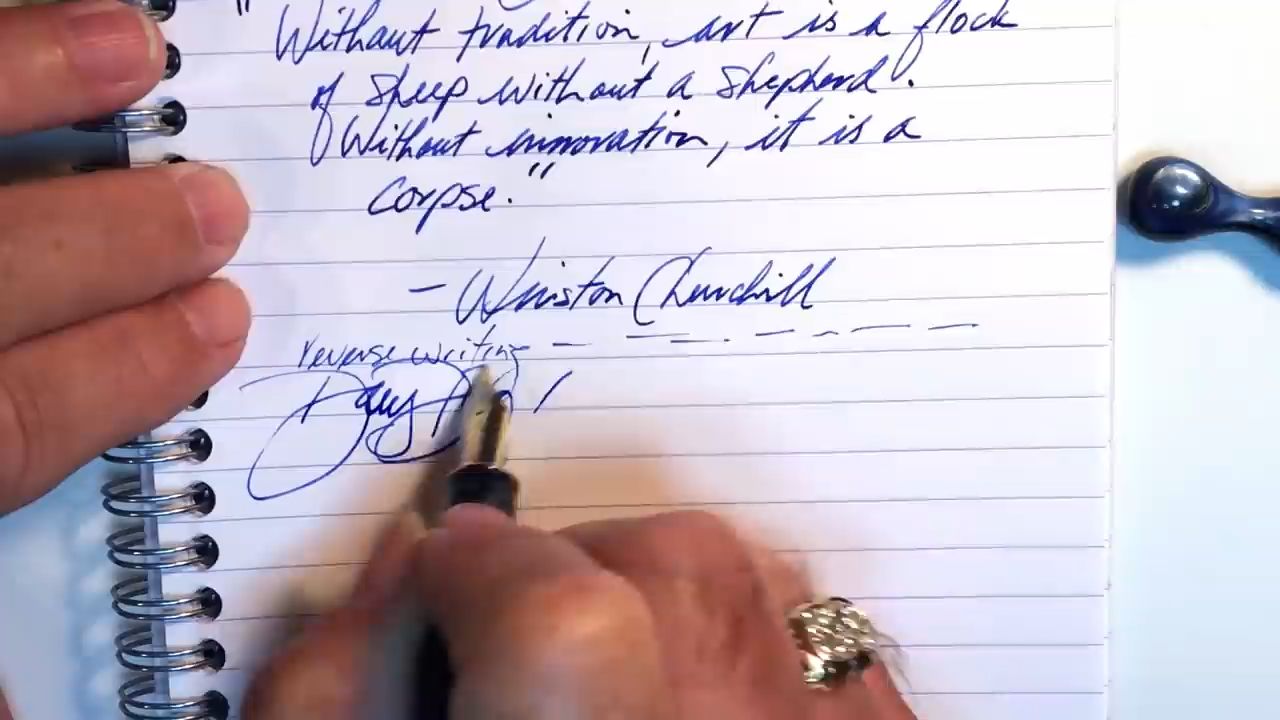 "Without tradition, art is a flock
of sheep without a shepherd.
Without innovation, it is a
corpse."
- Winston Churchill
reverse writing